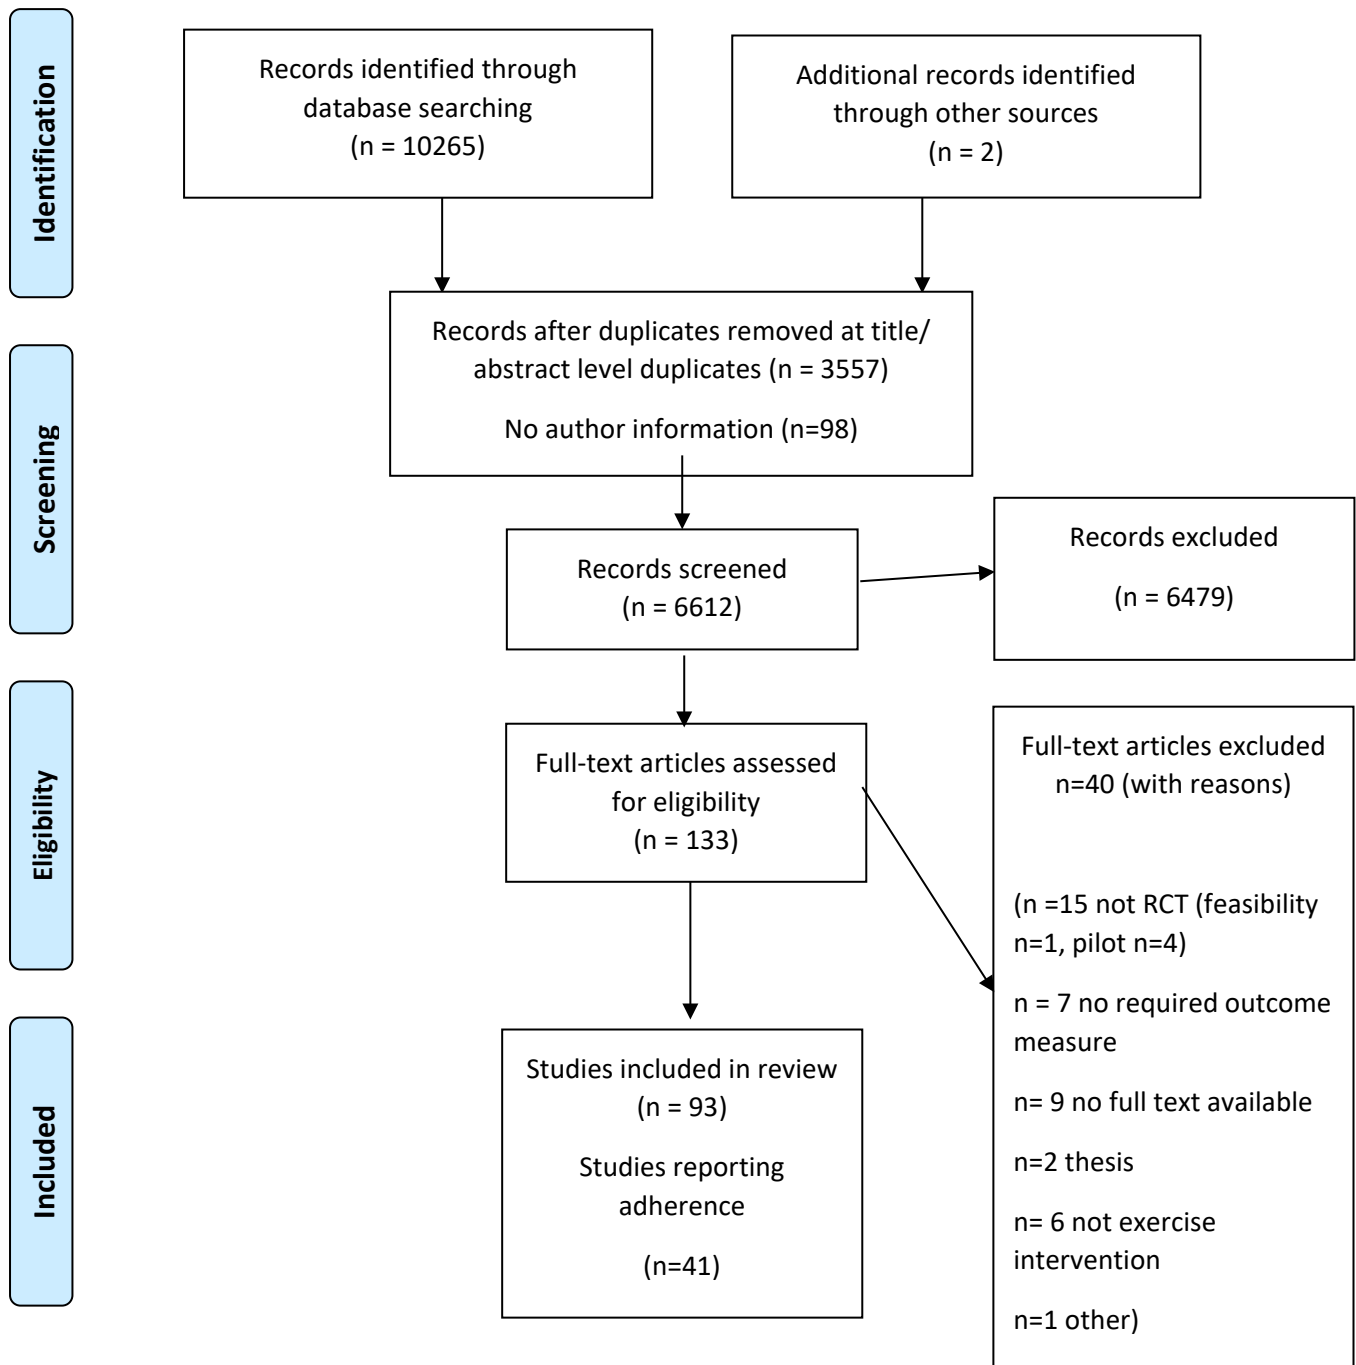 Identification
Records identified through
database searching
(n = 10265)
Additional records identified
through other sources
(n = 2)
Records after duplicates removed at title/
abstract level duplicates (n = 3557)
No author information (n=98)
Screening
Records screened
(n = 6612)
Records excluded
(n = 6479)
Eligibility
Full-text articles assessed
for eligibility
(n = 133)
Full-text articles excluded
n=40 (with reasons)
(n =15 not RCT (feasibility
n=1, pilot n=4)
n = 7 no required outcome
measure
n= 9 no full text available
n=2 thesis
n= 6 not exercise
intervention
n=1 other)
Included
Studies included in review
(n = 93)
Studies reporting
adherence
(n=41)